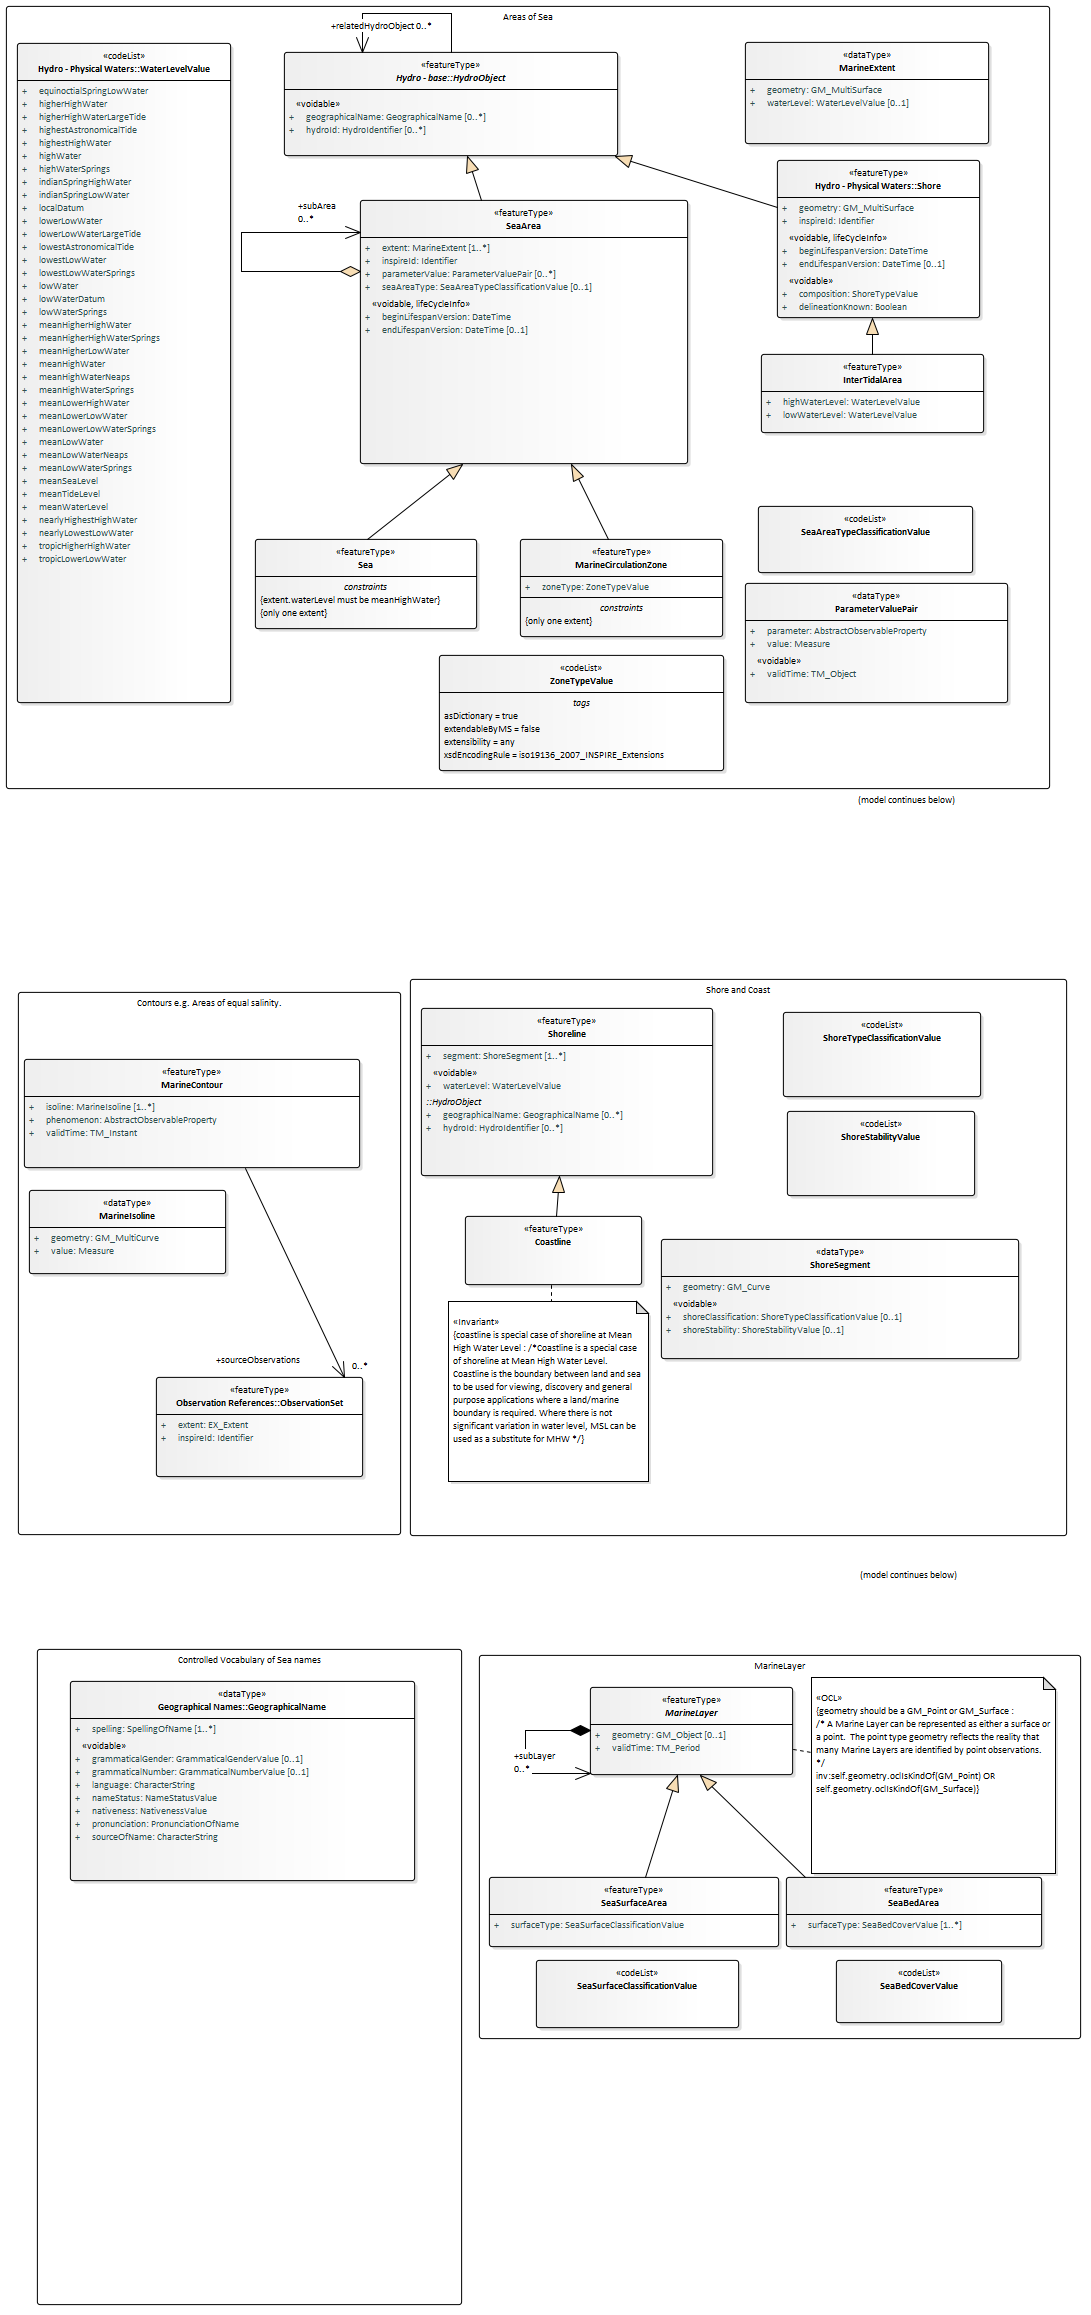 Areas of Sea
+relatedHydroObject 0..*
«codeList»
Hydro - Physical Waters::WaterLevelValue
+ equinoctialSpringLowWater
+ higherHighWater
+ higherHighWaterLargeTide
+ highestAstronomicalTide
+ highestHighWater
+ highWater
+ highWaterSprings
+ indianSpringHighWater
+ indianSpringLowWater
+ localDatum
+ lowerLowWater
+ lowerLowWaterLargeTide
+ lowestAstronomicalTide
+ lowestLowWater
+ lowestLowWaterSprings
+ lowWater
+ lowWaterDatum
+ lowWaterSprings
+ meanHigherHighWater
+ meanHigherHighWaterSprings
+ meanHigherLowWater
+ meanHighWater
+ meanHighWaterNeaps
+ meanHighWaterSprings
+ meanLowerHighWater
+ meanLowerLowWater
+ meanLowerLowWaterSprings
+ meanLowWater
+ meanLowWaterNeaps
+ meanLowWaterSprings
+ meanSeaLevel
+ meanTideLevel
+ meanWaterLevel
+ nearlyHighestHighWater
+ nearlyLowestLowWater
+ tropicHigherHighWater
+ tropicLowerLowWater
«featureType»
Hydro - base::HydroObject
«voidable»
+ geographicalName: GeographicalName [0..*]
+ hydroId: HydroIdentifier [0..*]
«dataType»
MarineExtent
+ geometry: GM_MultiSurface
+ waterLevel: WaterLevelValue [0..1]
«featureType»
Hydro - Physical Waters::Shore
+ geometry: GM_MultiSurface
+ inspireId: Identifier
«voidable, lifeCycleInfo»
+ beginLifespanVersion: DateTime
+ endLifespanVersion: DateTime [0..1]
«voidable»
+ composition: ShoreTypeValue
+ delineationKnown: Boolean
+subArea
0..*
«featureType»
SeaArea
+ extent: MarineExtent [1..*]
+ inspireId: Identifier
+ parameterValue: ParameterValuePair [0..*]
+ seaAreaType: SeaAreaTypeClassificationValue [0..1]
«voidable, lifeCycleInfo»
+ beginLifespanVersion: DateTime
+ endLifespanVersion: DateTime [0..1]
«featureType»
InterTidalArea
+ highWaterLevel: WaterLevelValue
+ lowWaterLevel: WaterLevelValue
«featureType»
Sea
constraints
{extent.waterLevel must be meanHighWater}
{only one extent}
«featureType»
MarineCirculationZone
+ zoneType: ZoneTypeValue
constraints
{only one extent}
«codeList»
SeaAreaTypeClassificationValue
«dataType»
ParameterValuePair
+ parameter: AbstractObservableProperty
+ value: Measure
«voidable»
+ validTime: TM_Object
«codeList»
ZoneTypeValue
tags
asDictionary = true
extendableByMS = false
extensibility = any
xsdEncodingRule = iso19136_2007_INSPIRE_Extensions
(model continues below)
Contours e.g. Areas of equal salinity.
«featureType»
MarineContour
+ isoline: MarineIsoline [1..*]
+ phenomenon: AbstractObservableProperty
+ validTime: TM_Instant
«dataType»
MarineIsoline
+ geometry: GM_MultiCurve
+ value: Measure
+sourceObservations
0..*
«featureType»
Observation References::ObservationSet
+ extent: EX_Extent
+ inspireId: Identifier
Shore and Coast
«featureType»
Shoreline
+ segment: ShoreSegment [1..*]
«voidable»
+ waterLevel: WaterLevelValue
::HydroObject
+ geographicalName: GeographicalName [0..*]
+ hydroId: HydroIdentifier [0..*]
«codeList»
ShoreTypeClassificationValue
«codeList»
ShoreStabilityValue
«featureType»
Coastline
«dataType»
ShoreSegment
+ geometry: GM_Curve
«voidable»
+ shoreClassification: ShoreTypeClassificationValue [0..1]
+ shoreStability: ShoreStabilityValue [0..1]
«Invariant»
{coastline is special case of shoreline at Mean
High Water Level : /*Coastline is a special case
of shoreline at Mean High Water Level.
Coastline is the boundary between land and sea
to be used for viewing, discovery and general
purpose applications where a land/marine
boundary is required. Where there is not
significant variation in water level, MSL can be
used as a substitute for MHW */}
(model continues below)
Controlled Vocabulary of Sea names
«dataType»
Geographical Names::GeographicalName
+ spelling: SpellingOfName [1..*]
«voidable»
+ grammaticalGender: GrammaticalGenderValue [0..1]
+ grammaticalNumber: GrammaticalNumberValue [0..1]
+ language: CharacterString
+ nameStatus: NameStatusValue
+ nativeness: NativenessValue
+ pronunciation: PronunciationOfName
+ sourceOfName: CharacterString
MarineLayer
«featureType»
MarineLayer
+ geometry: GM_Object [0..1]
+ validTime: TM_Period
+subLayer
0..*
«OCL»
{geometry should be a GM_Point or GM_Surface :
/* A Marine Layer can be represented as either a surface or
a point. The point type geometry reflects the reality that
many Marine Layers are identified by point observations.
*/
inv:self.geometry.oclIsKindOf(GM_Point) OR
self.geometry.oclIsKindOf(GM_Surface)}
«featureType»
SeaSurfaceArea
+ surfaceType: SeaSurfaceClassificationValue
«featureType»
SeaBedArea
+ surfaceType: SeaBedCoverValue [1..*]
«codeList»
SeaSurfaceClassificationValue
«codeList»
SeaBedCoverValue